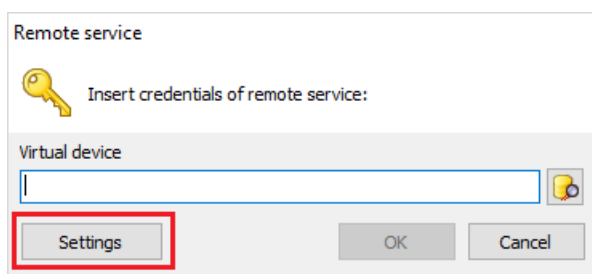 Remote service
Insert credentials of remote service:
Virtual device
Settings OK Cancel